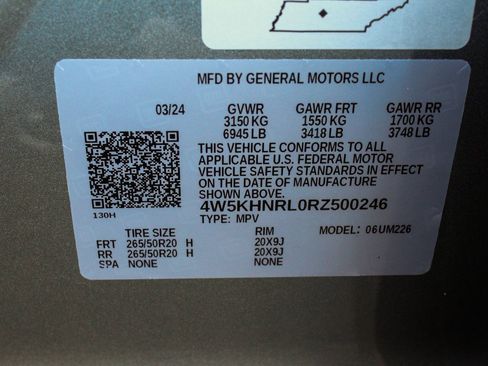 MFD BY GENERAL MOTORS LLC
03/24 GVWR GAWR FRT GAWR RR
3150 KG 1550 KG 1700 KG
6945 LB 3418 LB 3748 LB
THIS VEHICLE CONFORMS TO ALL
APPLICABLE U.S. FEDERAL MOTOR
VEHICLE SAFETY STANDARDS IN EFFECT
ON THE DATE OF MANUFACTURE
SHOWN ABOVE.
4W5KHNRL0RZ500246
130H TYPE: MPV
TIRE SIZE RIM MODEL: 06UM226
FRT 265/50R20 H 20X9J
RR 265/50R20 H 20X9J
SPA NONE NONE